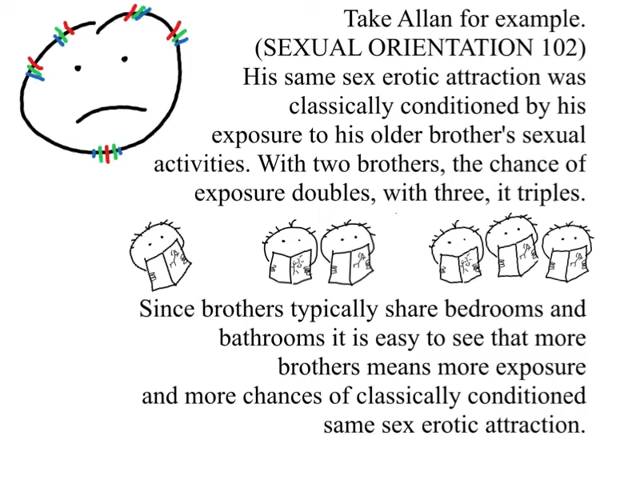 Take Allan for example.
(SEXUAL ORIENTATION 102)
His same sex erotic attraction was
classically conditioned by his
exposure to his older brother's sexual
activities. With two brothers, the chance of
exposure doubles, with three, it triples.
Since brothers typically share bedrooms and
bathrooms it is easy to see that more
brothers means more exposure
and more chances of classically conditioned
same sex erotic attraction.